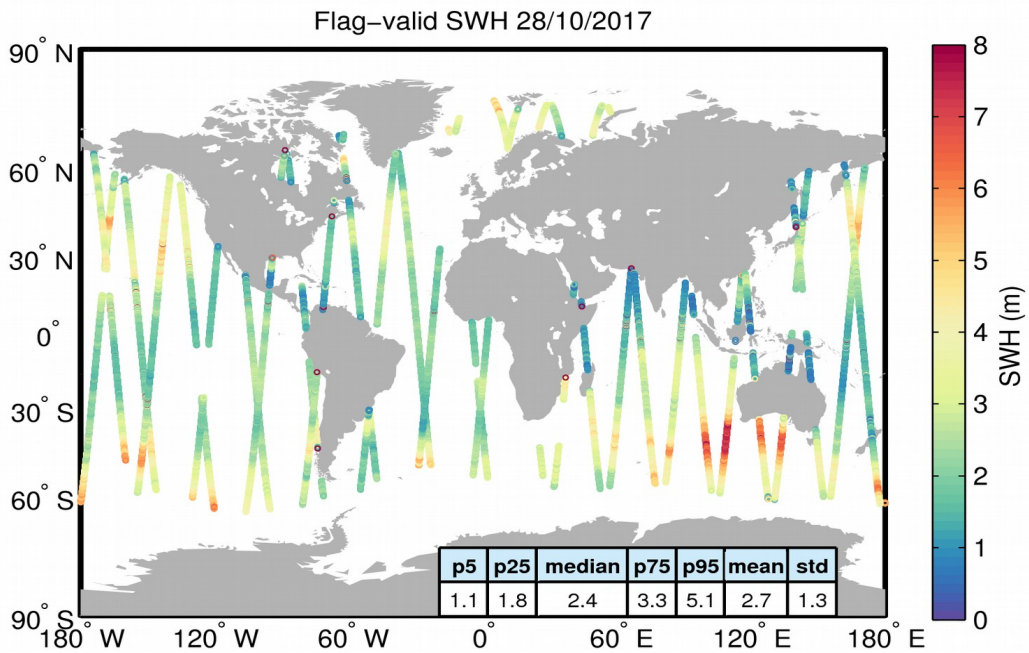 Flag−valid SWH 28/10/2017
90° N
60° N
30° N
0°
30° S
60° S
90° S
180° W
120° W
60° W
0°
60° E
120° E
180° E
p5 p25 median p75 p95 mean std
1.1 1.8 2.4 3.3 5.1 2.7 1.3
8
7
6
5
4
3
2
1
0
SWH (m)